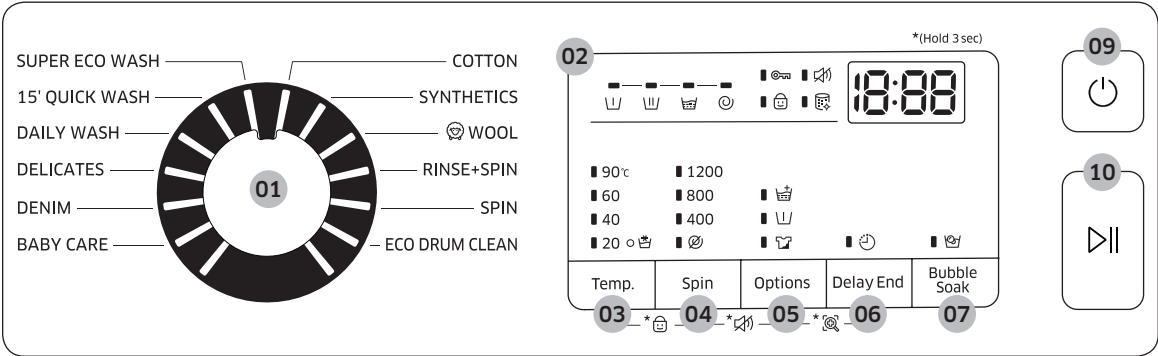 *(Hold 3 sec)
09
02
SUPER ECO WASH
COTTON
15' QUICK WASH
SYNTHETICS
18:88
DAILY WASH
WOOL
DELICATES
RINSE+SPIN
DENIM
SPIN
BABY CARE
ECO DRUM CLEAN
01
90℃
1200
60
800
40
400
20
10
Temp.
Spin
Options
Delay End
Bubble
Soak
03
04
05
06
07
*
*
*